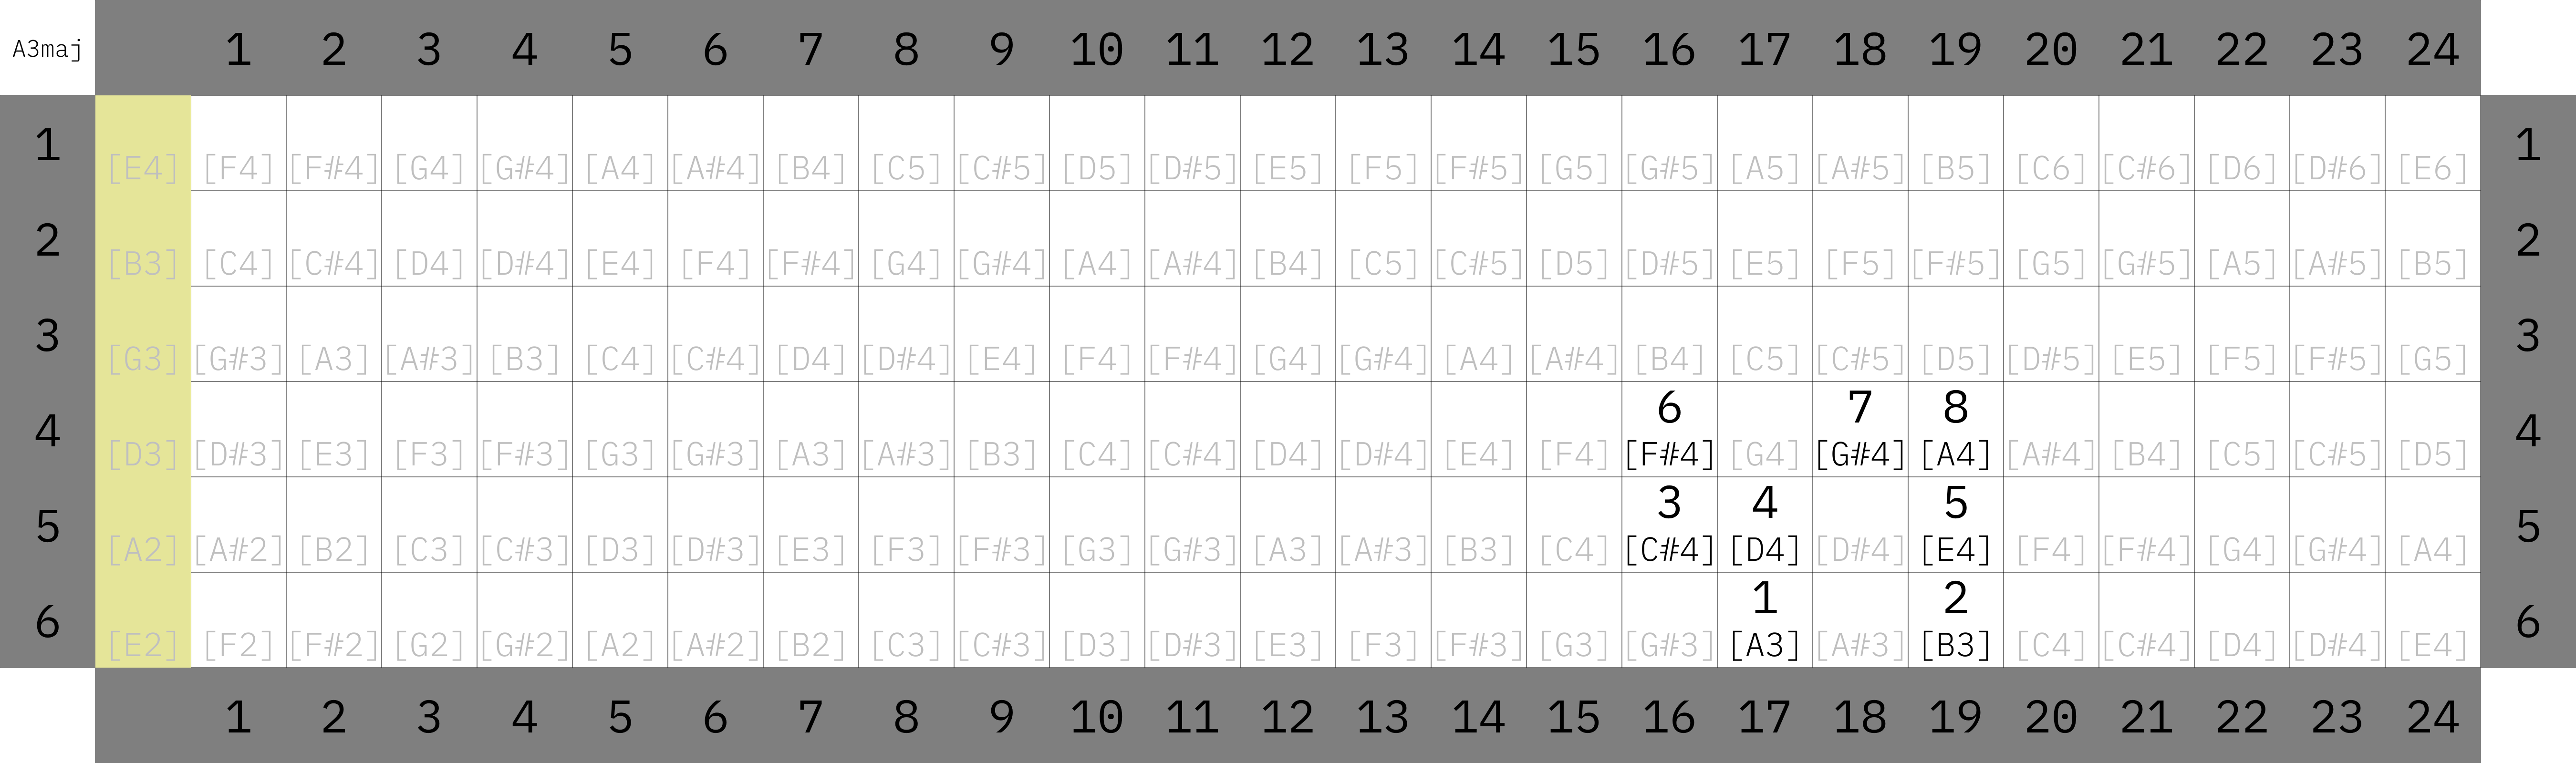 A3maj 1 2 3 4 5 6 7 8 9 10 11 12 13 14 15 16 17 18 19 20 21 22 23 24
1 [E4] [F4] [F#4] [G4] [G#4] [A4] [A#4] [B4] [C5] [C#5] [D5] [D#5] [E5] [F5] [F#5] [G5] [G#5] [A5] [A#5] [B5] [C6] [C#6] [D6] [D#6] [E6] 1
2 [B3] [C4] [C#4] [D4] [D#4] [E4] [F4] [F#4] [G4] [G#4] [A4] [A#4] [B4] [C5] [C#5] [D5] [D#5] [E5] [F5] [F#5] [G5] [G#5] [A5] [A#5] [B5] 2
3 [G3] [G#3] [A3] [A#3] [B3] [C4] [C#4] [D4] [D#4] [E4] [F4] [F#4] [G4] [G#4] [A4] [A#4] [B4] [C5] [C#5] [D5] [D#5] [E5] [F5] [F#5] [G5] 3
6 7 8
4 [D3] [D#3] [E3] [F3] [F#3] [G3] [G#3] [A3] [A#3] [B3] [C4] [C#4] [D4] [D#4] [E4] [F4] [F#4] [G4] [G#4] [A4] [A#4] [B4] [C5] [C#5] [D5] 4
3 4 5
5 [A2] [A#2] [B2] [C3] [C#3] [D3] [D#3] [E3] [F3] [F#3] [G3] [G#3] [A3] [A#3] [B3] [C4] [C#4] [D4] [D#4] [E4] [F4] [F#4] [G4] [G#4] [A4] 5
1 2
6 [E2] [F2] [F#2] [G2] [G#2] [A2] [A#2] [B2] [C3] [C#3] [D3] [D#3] [E3] [F3] [F#3] [G3] [G#3] [A3] [A#3] [B3] [C4] [C#4] [D4] [D#4] [E4] 6
1 2 3 4 5 6 7 8 9 10 11 12 13 14 15 16 17 18 19 20 21 22 23 24